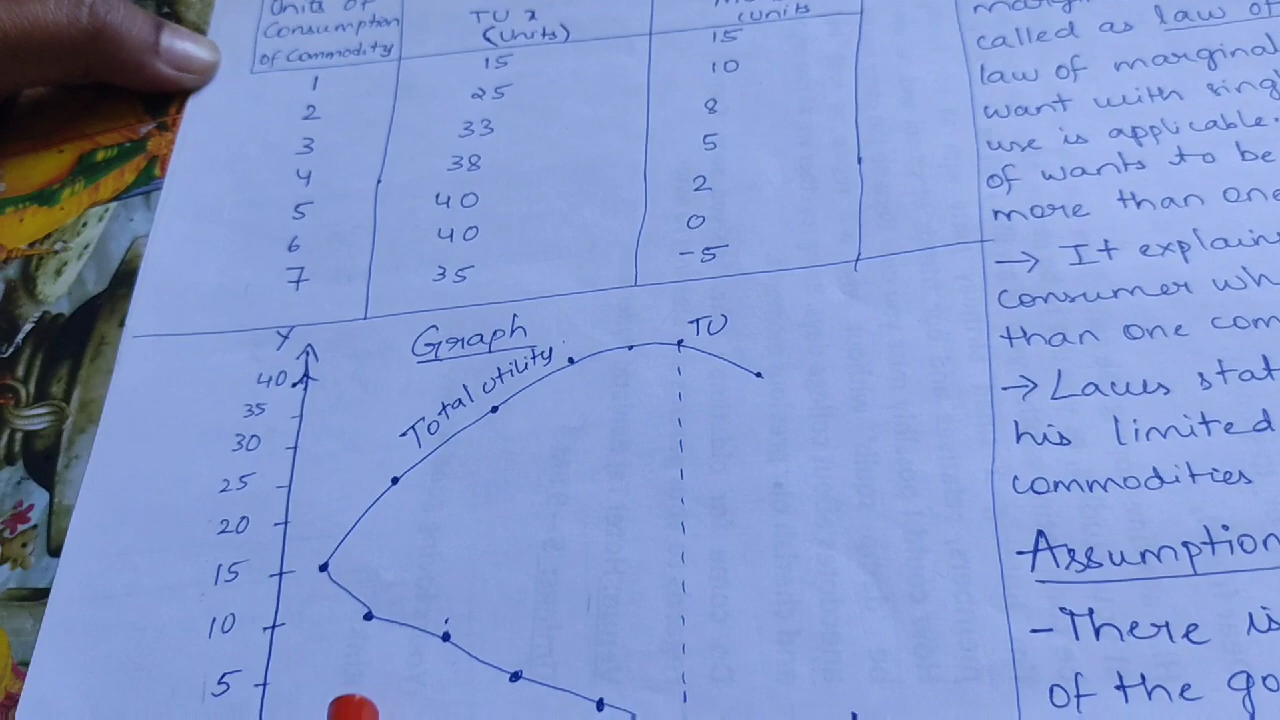 Units of
Consumption
of Commodity
TUx
(Units)
(Units
1 15 15
2 25 10
3 33 8
4 38 5
5 40 2
6 40 0
7 35 -5
Graph
Y
TU
Total utility
40
35
30
25
20
15
10
5
called as law of
law of marginal
want with sing
use is applicable.
of wants to be
more than one
→ It explain
consumer wh
than one com
→ Laws stat
his limited
commodities
Assumption
- There is
of the go